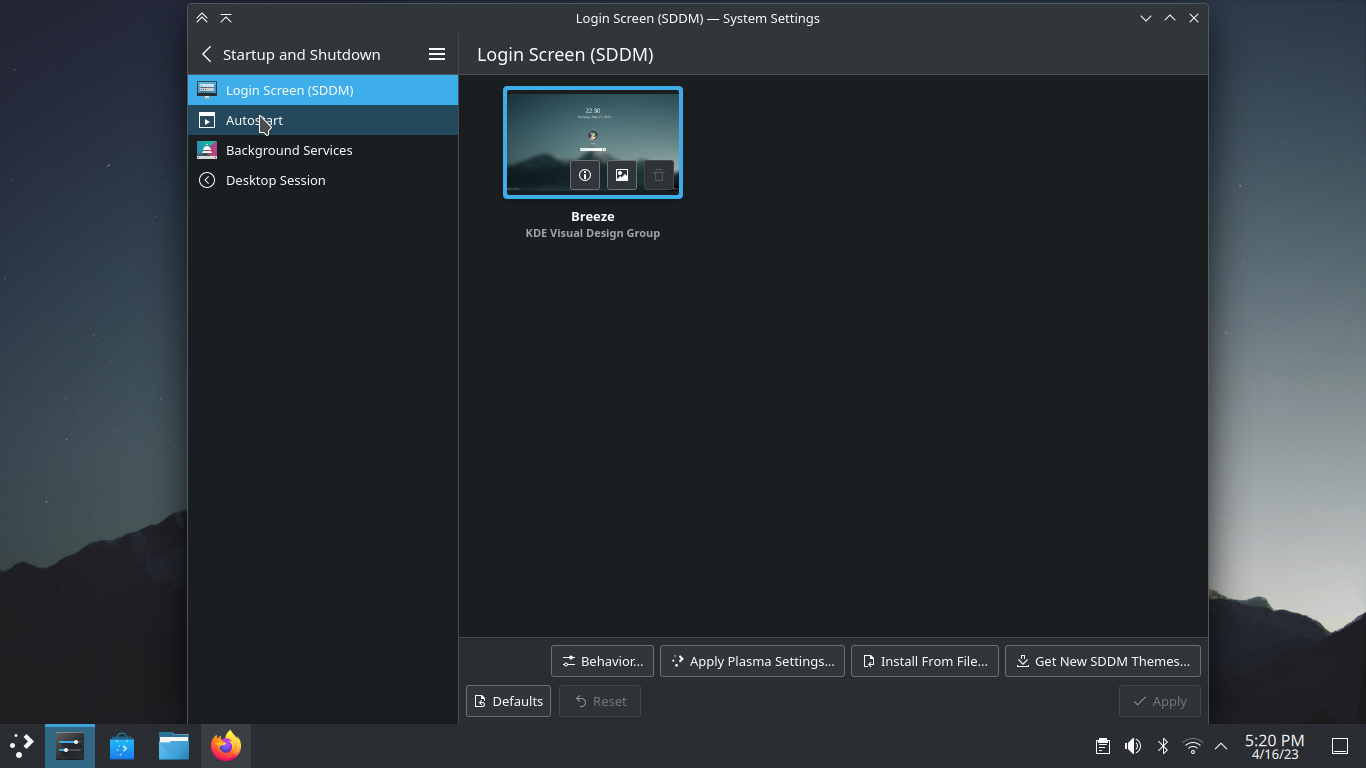 Login Screen (SDDM) — System Settings
Startup and Shutdown
Login Screen (SDDM)
Login Screen (SDDM)
Autostart
Background Services
Desktop Session
22:30
Breeze
KDE Visual Design Group
Behavior...
Apply Plasma Settings...
Install From File...
Get New SDDM Themes...
Defaults
Reset
Apply
5:20 PM
4/16/23